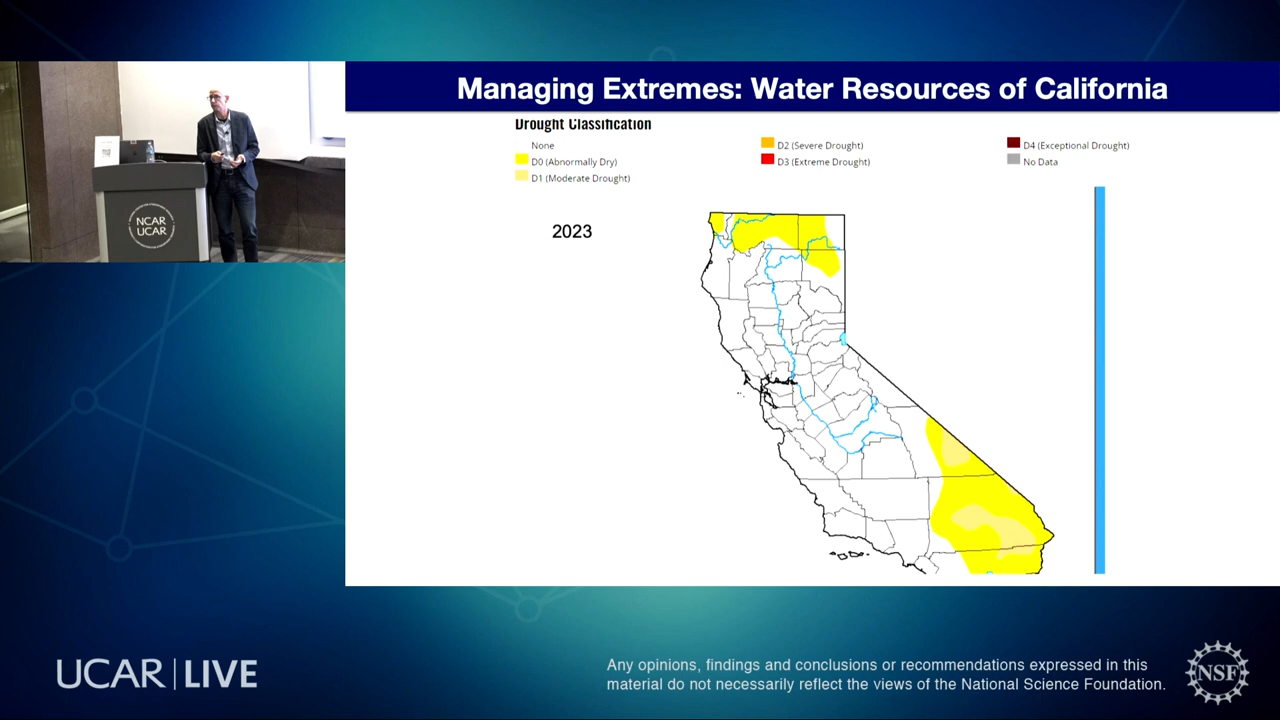 Managing Extremes: Water Resources of California
Drought Classification
None
D0 (Abnormally Dry)
D1 (Moderate Drought)
D2 (Severe Drought)
D3 (Extreme Drought)
D4 (Exceptional Drought)
No Data
2023
NCAR
UCAR
UCAR | LIVE
Any opinions, findings and conclusions or recommendations expressed in this
material do not necessarily reflect the views of the National Science Foundation.
NSF